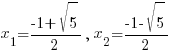 x₁=(-1+√5)/2 , x₂=(-1-√5)/2